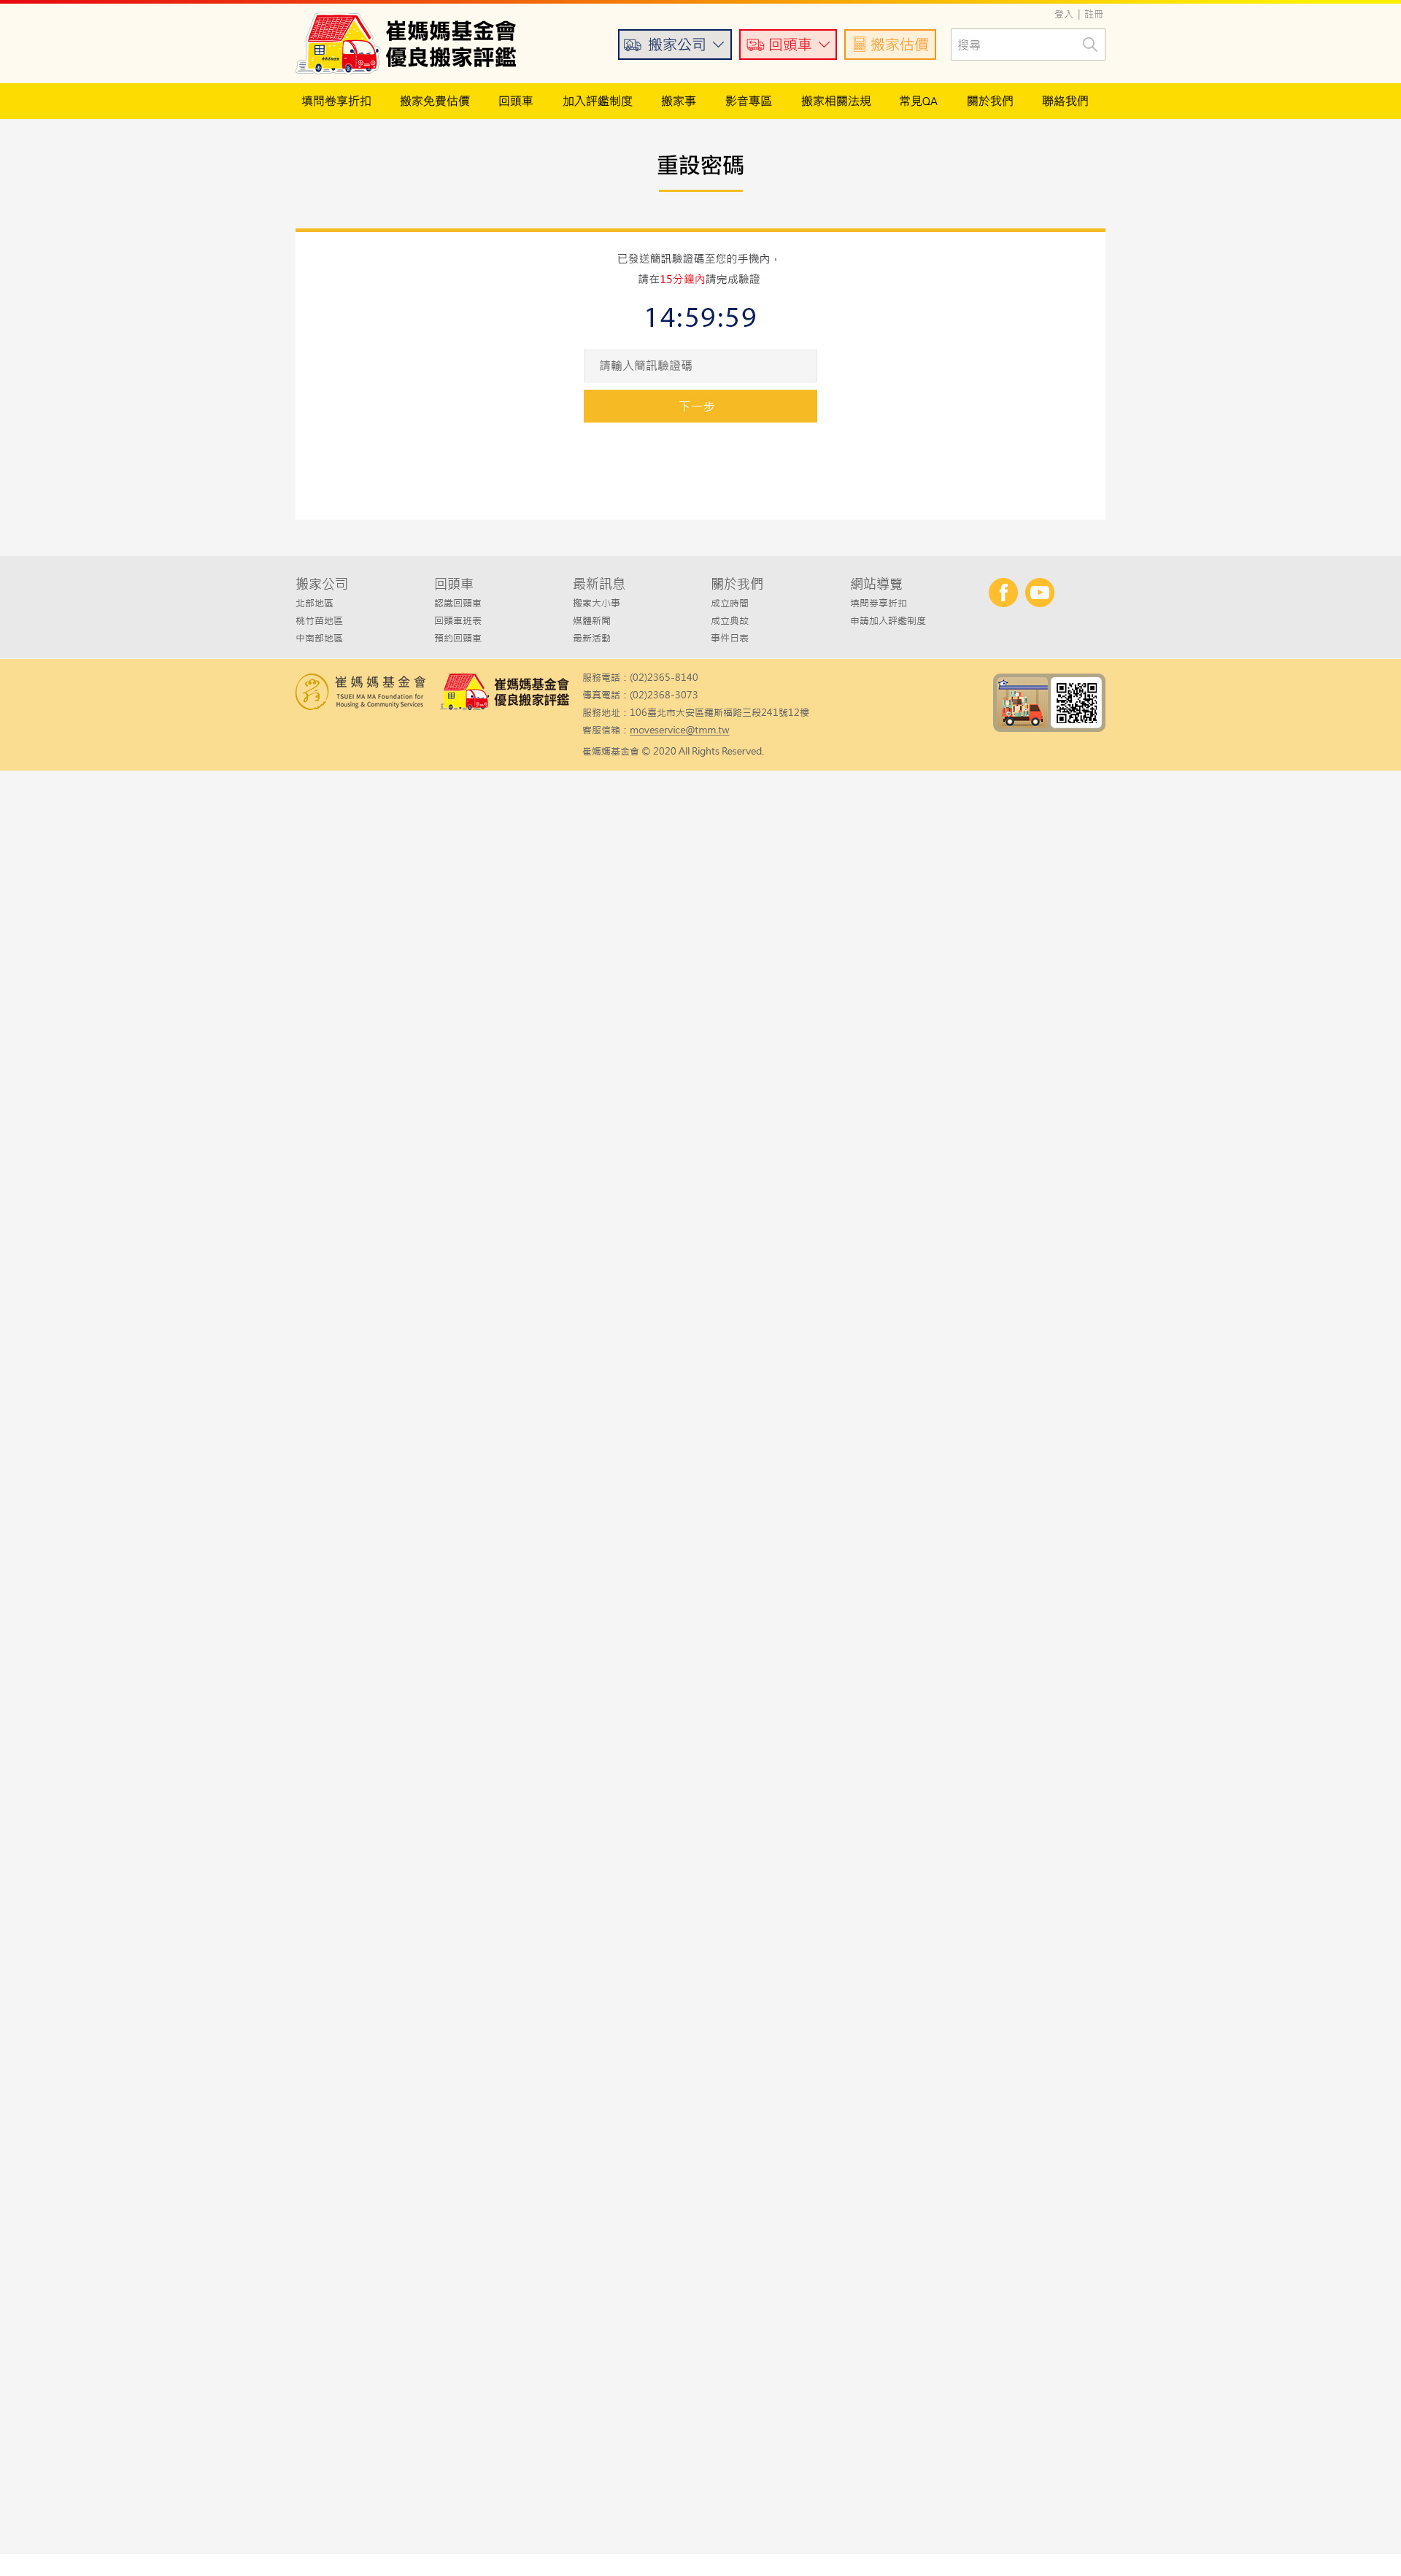 登入 | 註冊
崔媽媽基金會
優良搬家評鑑
搬家公司
回頭車
搬家估價
搜尋
填問卷享折扣 搬家免費估價 回頭車 加入評鑑制度 搬家事 影音專區 搬家相關法規 常見QA 關於我們 聯絡我們
重設密碼
已發送簡訊驗證碼至您的手機內，
請在15分鐘內請完成驗證
14:59:59
請輸入簡訊驗證碼
下一步
搬家公司
北部地區
桃竹苗地區
中南部地區
回頭車
認識回頭車
回頭車班表
預約回頭車
最新訊息
搬家大小事
媒體新聞
最新活動
關於我們
成立時間
成立典故
事件日表
網站導覽
填問券享折扣
申請加入評鑑制度
崔媽媽基金會
TSUEI MA MA Foundation for
Housing & Community Services
崔媽媽基金會
優良搬家評鑑
服務電話：(02)2365-8140
傳真電話：(02)2368-3073
服務地址：106臺北市大安區羅斯福路三段241號12樓
客服信箱：moveservice@tmm.tw
崔媽媽基金會 © 2020 All Rights Reserved.